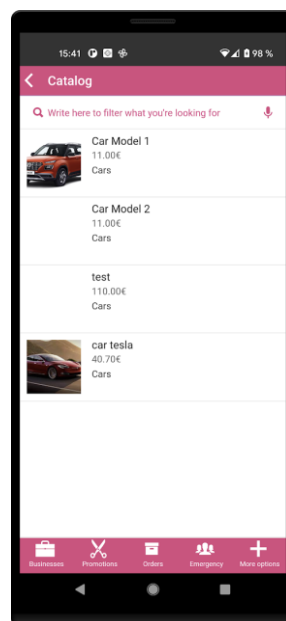 15:41 98 %
Catalog
Write here to filter what you're looking for
Car Model 1
11.00€
Cars
Car Model 2
11.00€
Cars
test
110.00€
Cars
car tesla
40.70€
Cars
Businesses Promotions Orders Emergency More options